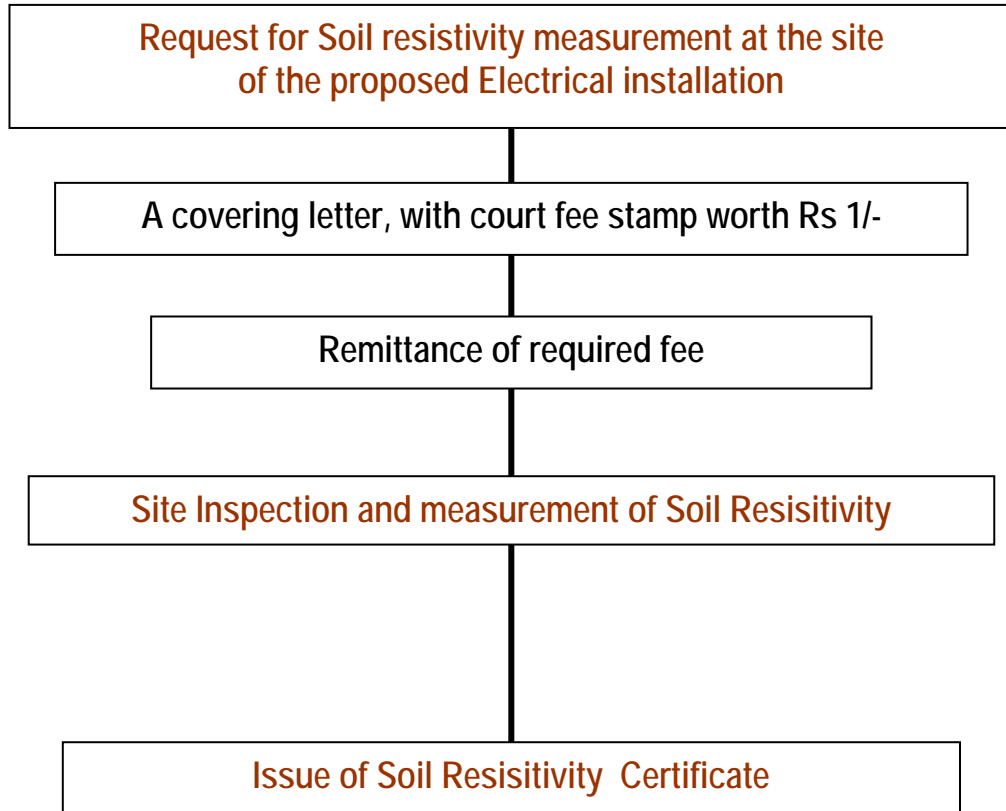 Request for Soil resistivity measurement at the site
of the proposed Electrical installation
A covering letter, with court fee stamp worth Rs 1/-
Remittance of required fee
Site Inspection and measurement of Soil Resisitivity
Issue of Soil Resisitivity Certificate